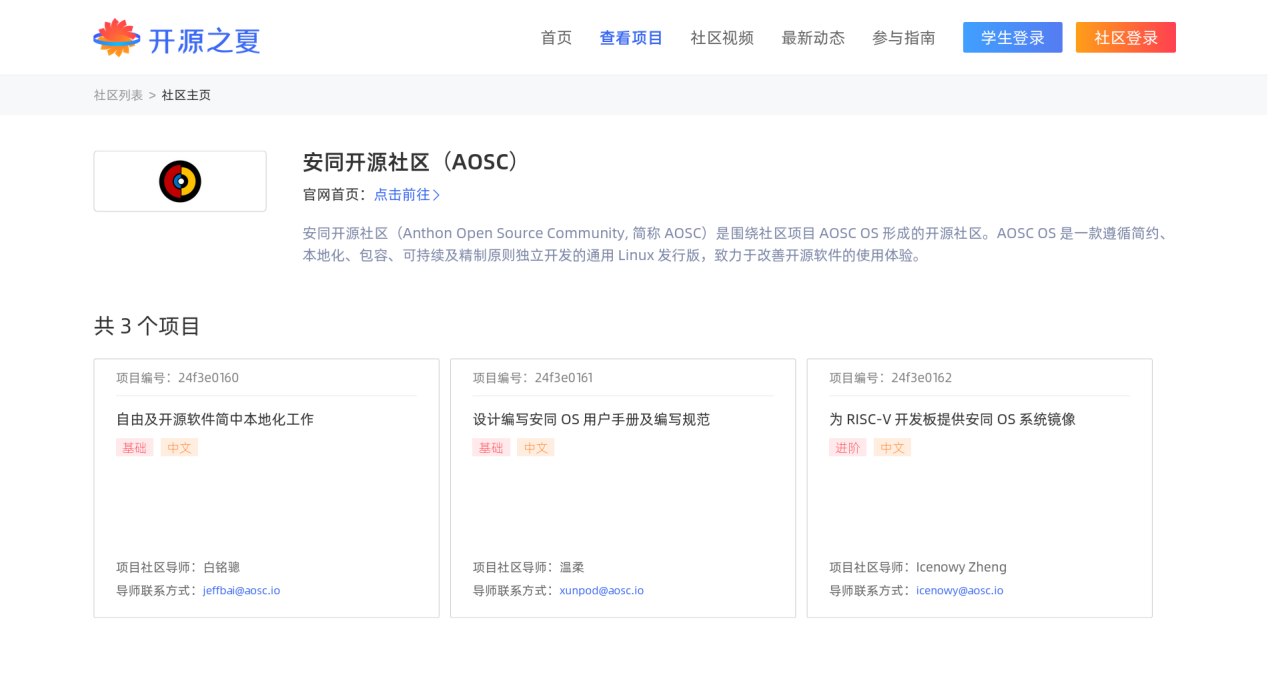 开源之夏
首页 查看项目 社区视频 最新动态 参与指南 学生登录 社区登录
社区列表 > 社区主页
安同开源社区（AOSC）
官网首页：点击前往>
安同开源社区（Anthon Open Source Community, 简称 AOSC）是围绕社区项目 AOSC OS 形成的开源社区。AOSC OS 是一款遵循简约、
本地化、包容、可持续及精制原则独立开发的通用 Linux 发行版，致力于改善开源软件的使用体验。
共 3 个项目
项目编号：24f3e0160
自由及开源软件简中本地化工作
基础 中文
项目社区导师：白铭骢
导师联系方式：jeffbai@aosc.io
项目编号：24f3e0161
设计编写安同 OS 用户手册及编写规范
基础 中文
项目社区导师：温柔
导师联系方式：xunpod@aosc.io
项目编号：24f3e0162
为 RISC-V 开发板提供安同 OS 系统镜像
进阶 中文
项目社区导师：Icenowy Zheng
导师联系方式：icenowy@aosc.io